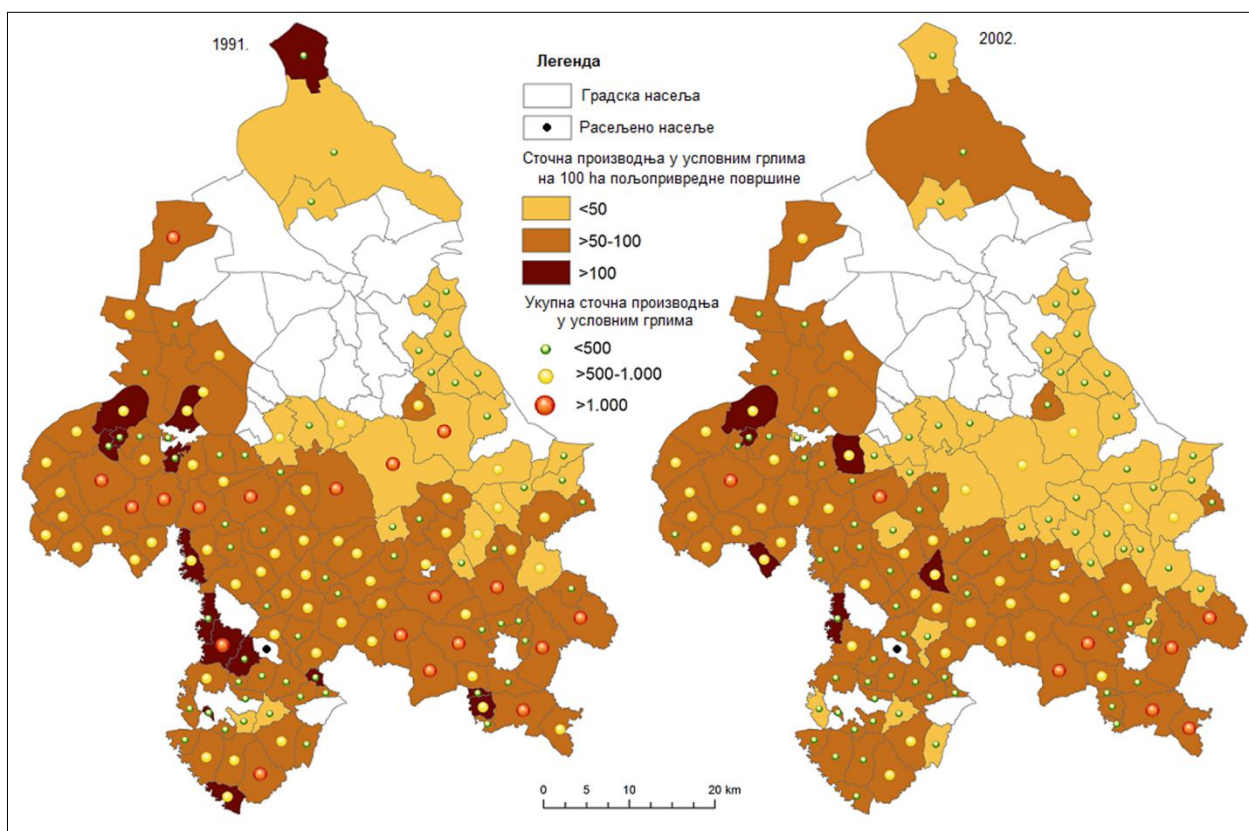 1991.
2002.
Легенда
Градска насеља
Расељено насеље
Сточна производња у условним грлима
на 100 ha пољопривредне површине
<50
>50-100
>100
Укупна сточна производња
у условним грлима
<500
>500-1.000
>1.000
0 5 10 20 km